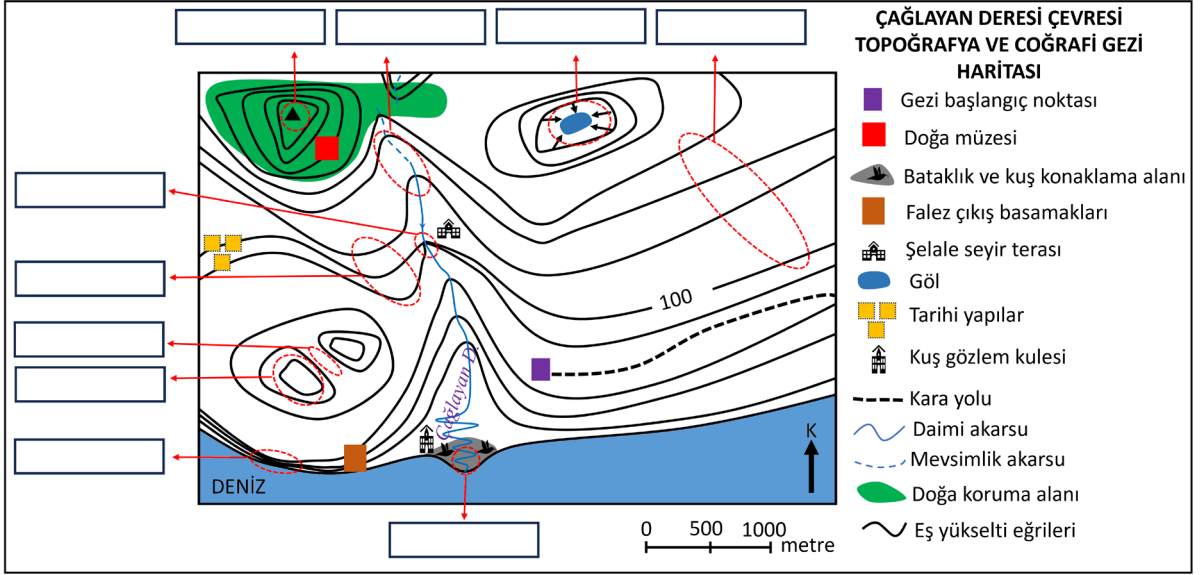 ÇAĞLAYAN DERESİ ÇEVRESİ
TOPOĞRAFYA VE COĞRAFİ GEZİ
HARİTASI
Gezi başlangıç noktası
Doğa müzesi
Bataklık ve kuş konaklama alanı
Falez çıkış basamakları
Şelale seyir terası
Göl
Tarihi yapılar
Kuş gözlem kulesi
Kara yolu
Daimi akarsu
Mevsimlik akarsu
Doğa koruma alanı
Eş yükselti eğrileri
100
Çağlayan D.
DENİZ
K
0 500 1000
metre